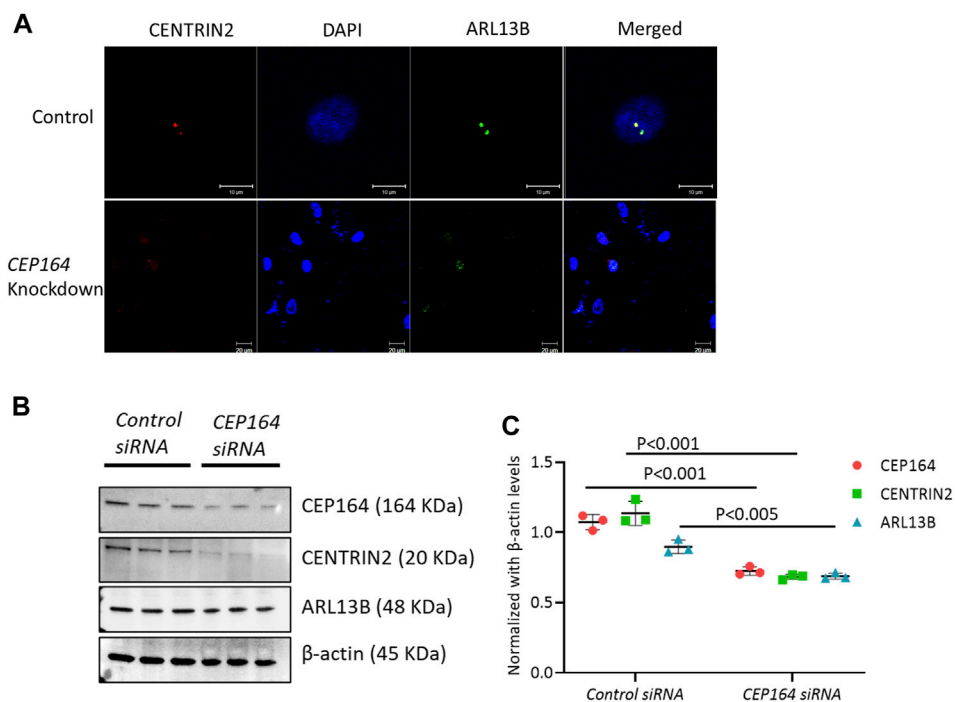 A
CENTRIN2 DAPI ARL13B Merged
Control
10 μm 10 μm 10 μm 10 μm
CEP164
Knockdown
20 μm 20 μm 20 μm 20 μm
B
Control
siRNA
CEP164
siRNA
CEP164 (164 KDa)
CENTRIN2 (20 KDa)
ARL13B (48 KDa)
β-actin (45 KDa)
C
Normalized with β-actin levels
1.5
1.0
0.5
0.0
P<0.001
P<0.001
P<0.005
CEP164
CENTRIN2
ARL13B
Control siRNA CEP164 siRNA